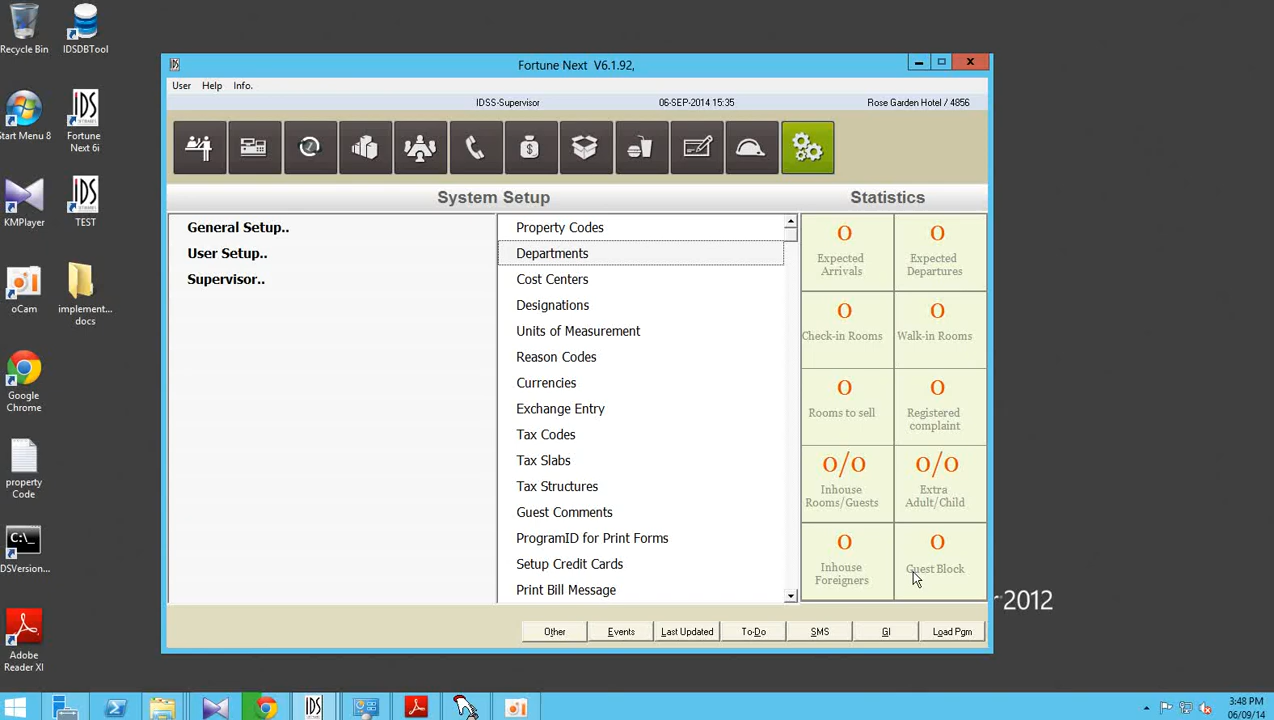 Recycle Bin
IDSDBTool
Start Menu 8
Fortune
Next 6i
KMPlayer
TEST
oCam
implement...
docs
Google
Chrome
property
Code
C:\_
DSVersion...
Adobe
Reader XI
Fortune Next V6.1.92,
User Help Info.
IDSS-Supervisor 06-SEP-2014 15:35 Rose Garden Hotel / 4856
System Setup
Statistics
General Setup..
User Setup..
Supervisor..
Property Codes
Departments
Cost Centers
Designations
Units of Measurement
Reason Codes
Currencies
Exchange Entry
Tax Codes
Tax Slabs
Tax Structures
Guest Comments
ProgramID for Print Forms
Setup Credit Cards
Print Bill Message
0 0
Expected
Arrivals
Expected
Departures
0 0
Check-in Rooms Walk-in Rooms
0 0
Rooms to sell
Registered
complaint
0/0 0/0
Inhouse
Rooms/Guests
Extra
Adult/Child
0 0
Inhouse
Foreigners
Guest Block
Other Events Last Updated To-Do SMS GI Load Pgm
2012
IDS
3:48 PM
06/09/14